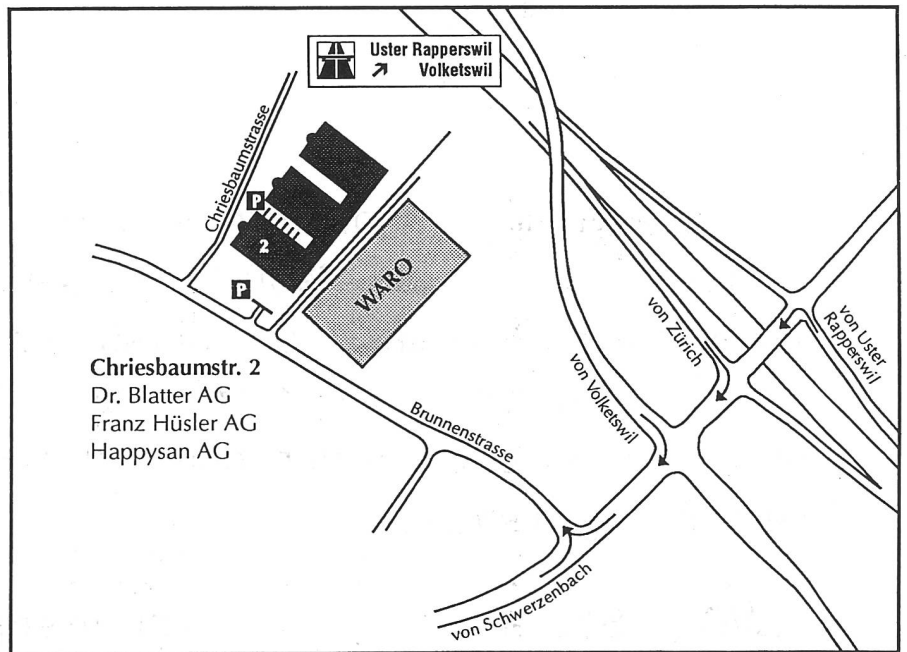 Uster Rapperswil
Volketswil
Chriesbaumstrasse
P
2
P
WARO
von Zürich
von Uster
Rapperswil
von Volketswil
Chriesbaumstr. 2
Dr. Blatter AG
Franz Hüsler AG
Happysan AG
Brunnenstrasse
von Schwerzenbach